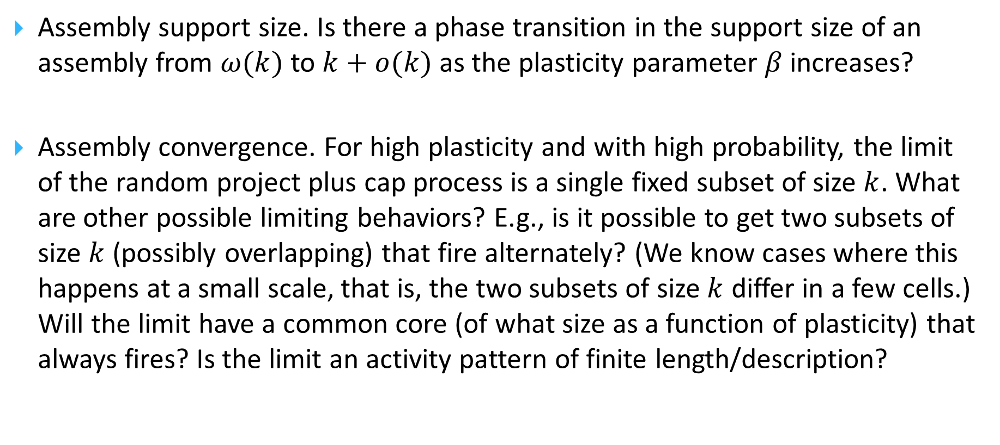 Assembly support size. Is there a phase transition in the support size of an
assembly from ω(k) to k + o(k) as the plasticity parameter β increases?
Assembly convergence. For high plasticity and with high probability, the limit
of the random project plus cap process is a single fixed subset of size k. What
are other possible limiting behaviors? E.g., is it possible to get two subsets of
size k (possibly overlapping) that fire alternately? (We know cases where this
happens at a small scale, that is, the two subsets of size k differ in a few cells.)
Will the limit have a common core (of what size as a function of plasticity) that
always fires? Is the limit an activity pattern of finite length/description?